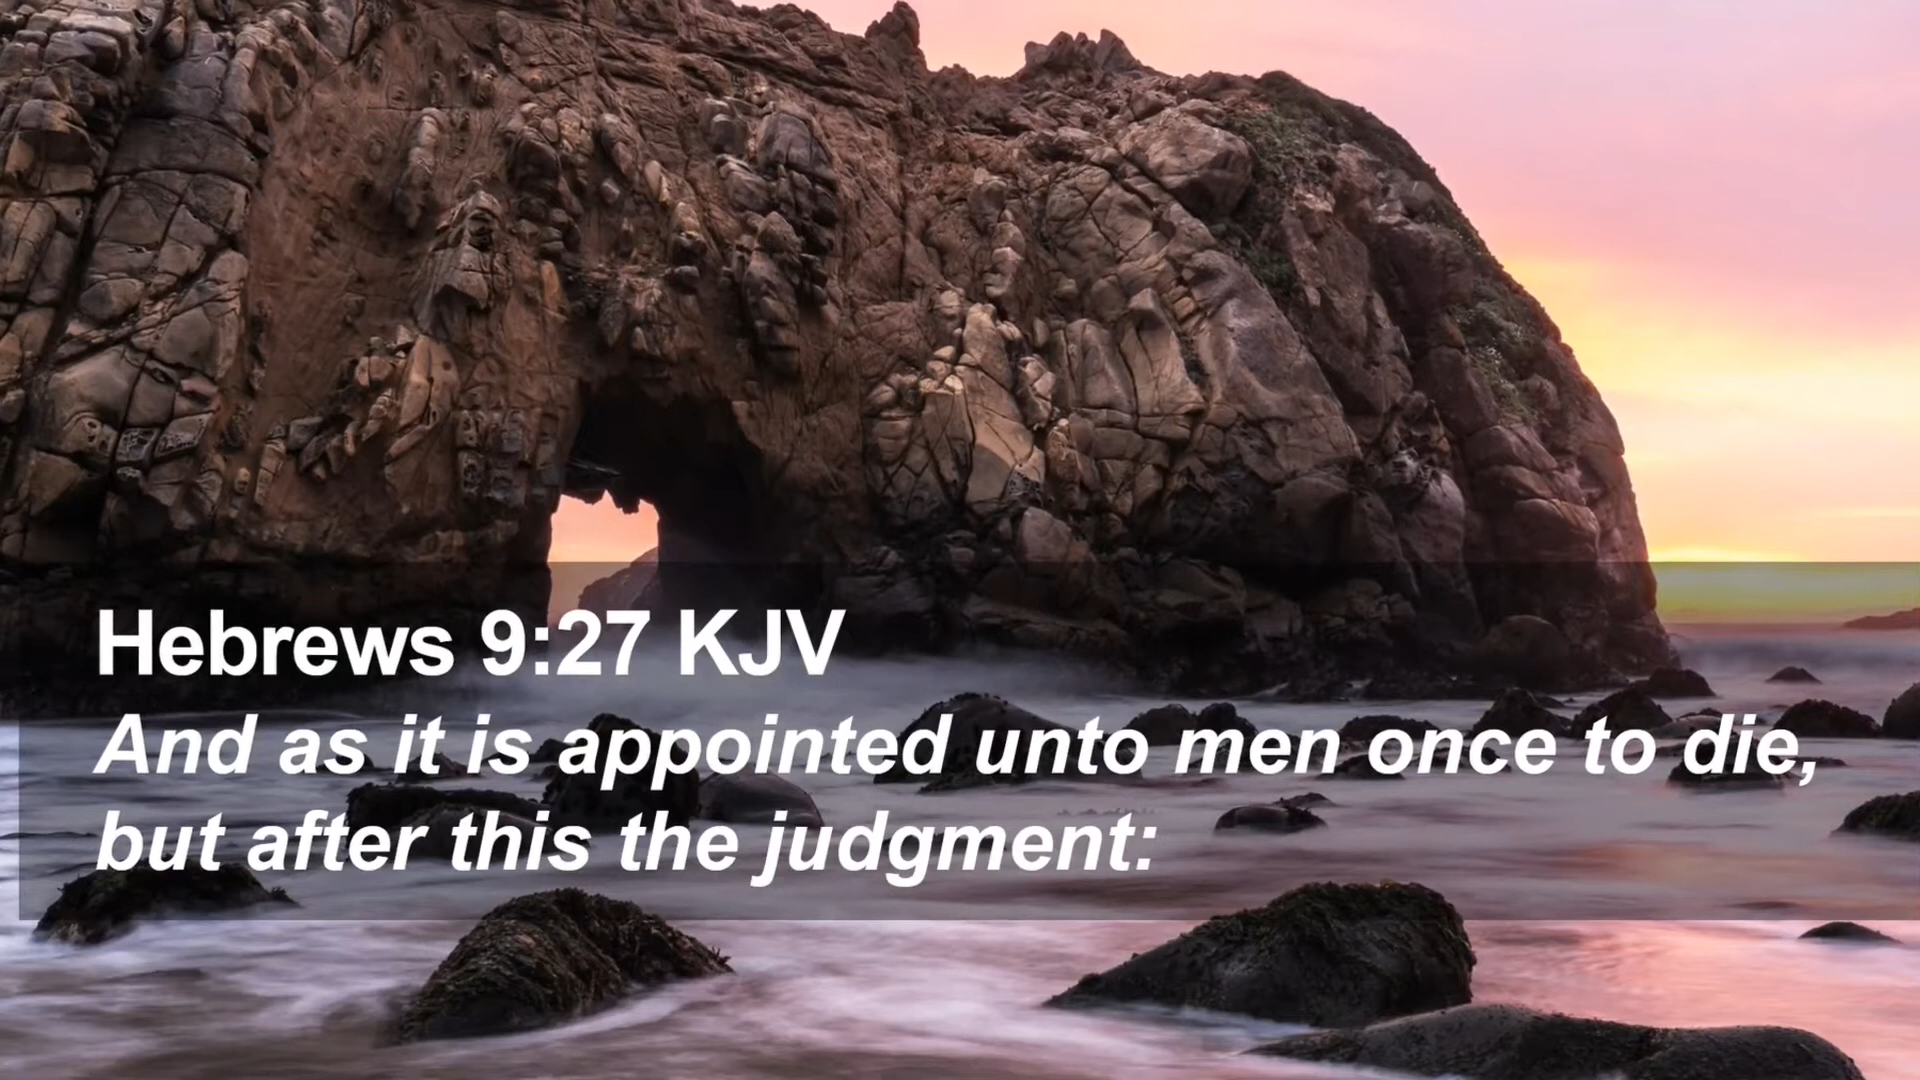 Hebrews 9:27 KJV
And as it is appointed unto men once to die,
but after this the judgment: